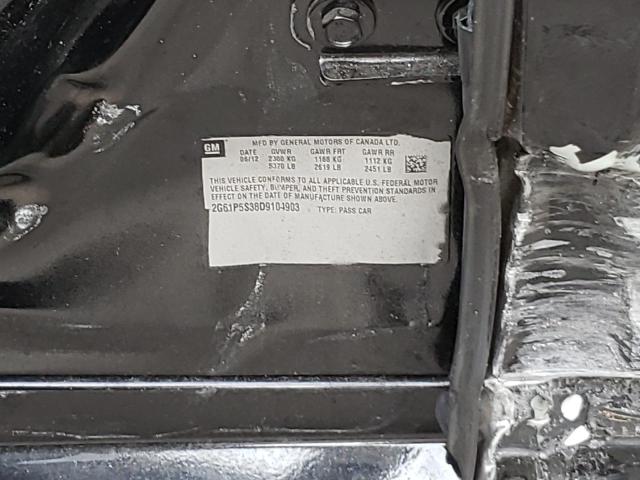 GM
MFD BY GENERAL MOTORS OF CANADA LTD.
DATE GVWR GAWR FRT GAWR RR
06/12 2300 KG 1188 KG 1112 KG
5070 LB 2619 LB 2451 LB
THIS VEHICLE CONFORMS TO ALL APPLICABLE U.S. FEDERAL MOTOR
VEHICLE SAFETY, BUMPER, AND THEFT PREVENTION STANDARDS IN
EFFECT ON THE DATE OF MANUFACTURE SHOWN ABOVE.
2G61P5S38D9104903 TYPE: PASS CAR